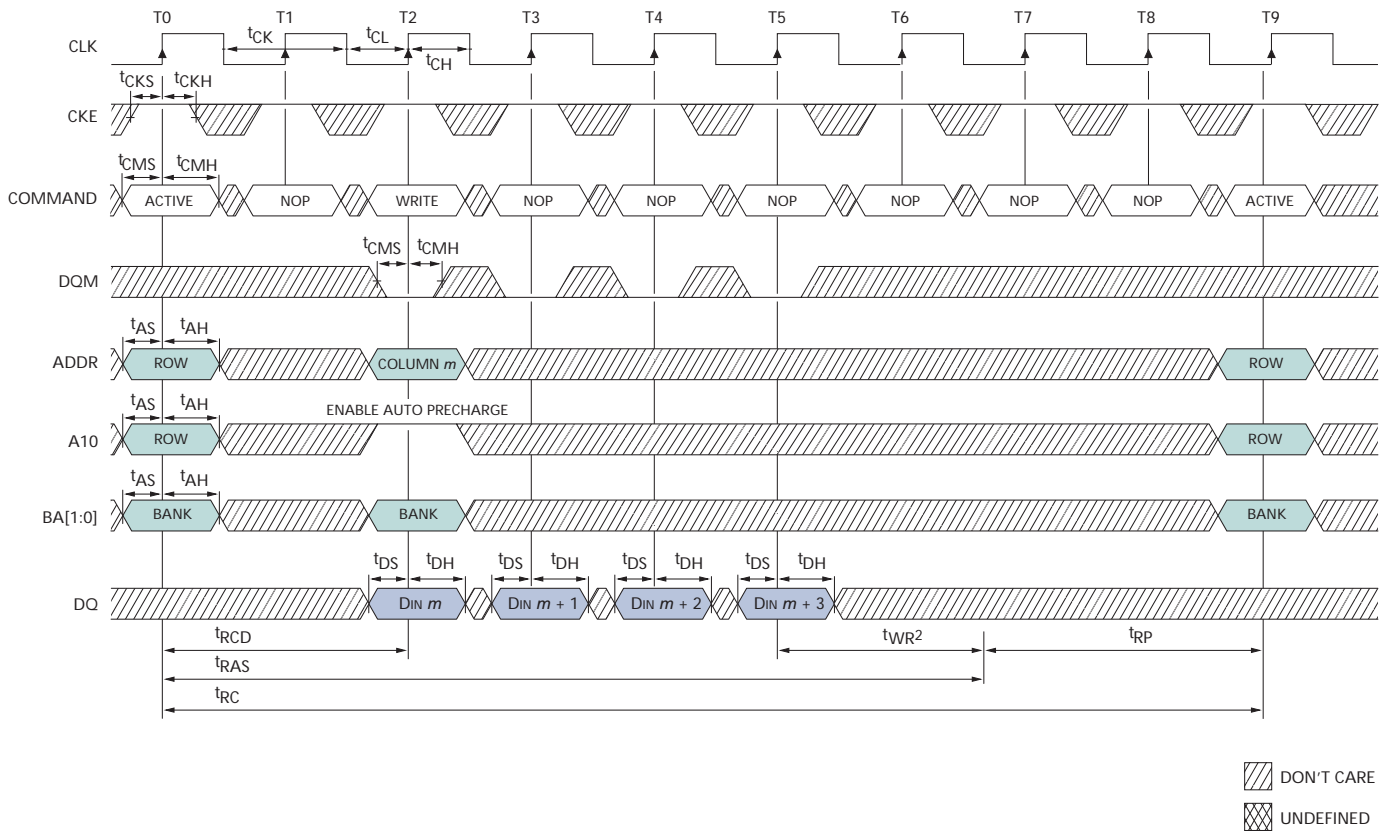 T0 T1 T2 T3 T4 T5 T6 T7 T8 T9
CLK
tCK tCL
tCH
tCKS tCKH
CKE
tCMS tCMH
COMMAND ACTIVE NOP WRITE NOP NOP NOP NOP NOP NOP ACTIVE
tCMS tCMH
DQM
tAS tAH
ADDR ROW COLUMN m ROW
tAS tAH ENABLE AUTO PRECHARGE
A10 ROW ROW
tAS tAH
BA[1:0] BANK BANK BANK
tDS tDH tDS tDH tDS tDH tDS tDH
DQ DIN m DIN m + 1 DIN m + 2 DIN m + 3
tRCD tWR2 tRP
tRAS
tRC
DON'T CARE
UNDEFINED